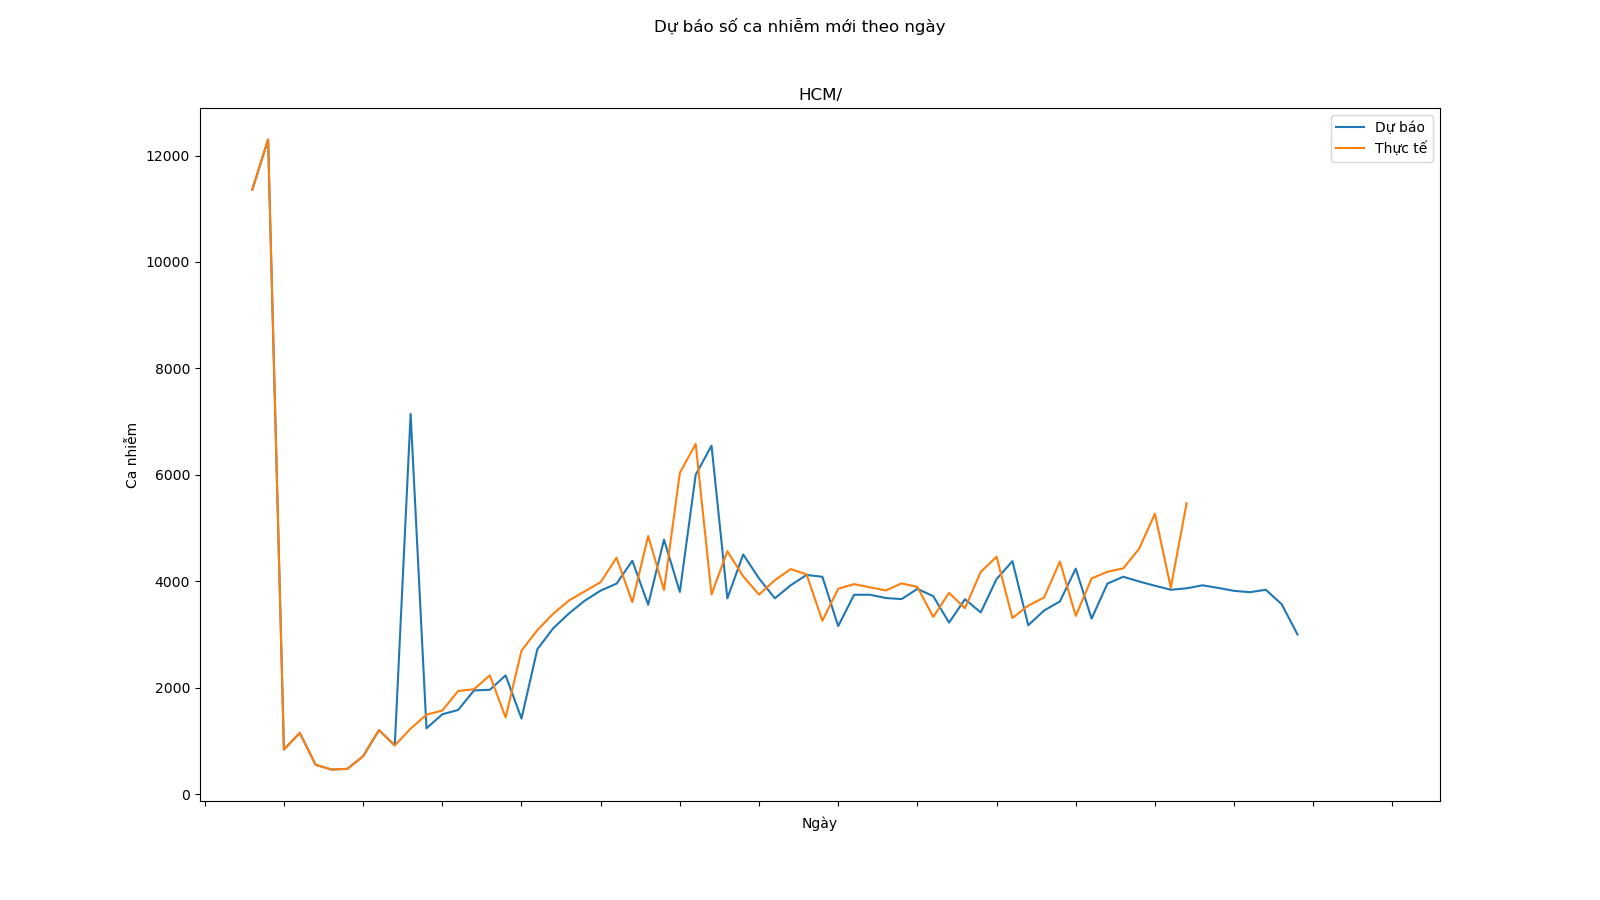 Dự báo số ca nhiễm mới theo ngày
HCM/
Dự báo
Thực tế
12000
10000
8000
6000
4000
2000
0
Ca nhiễm
Ngày